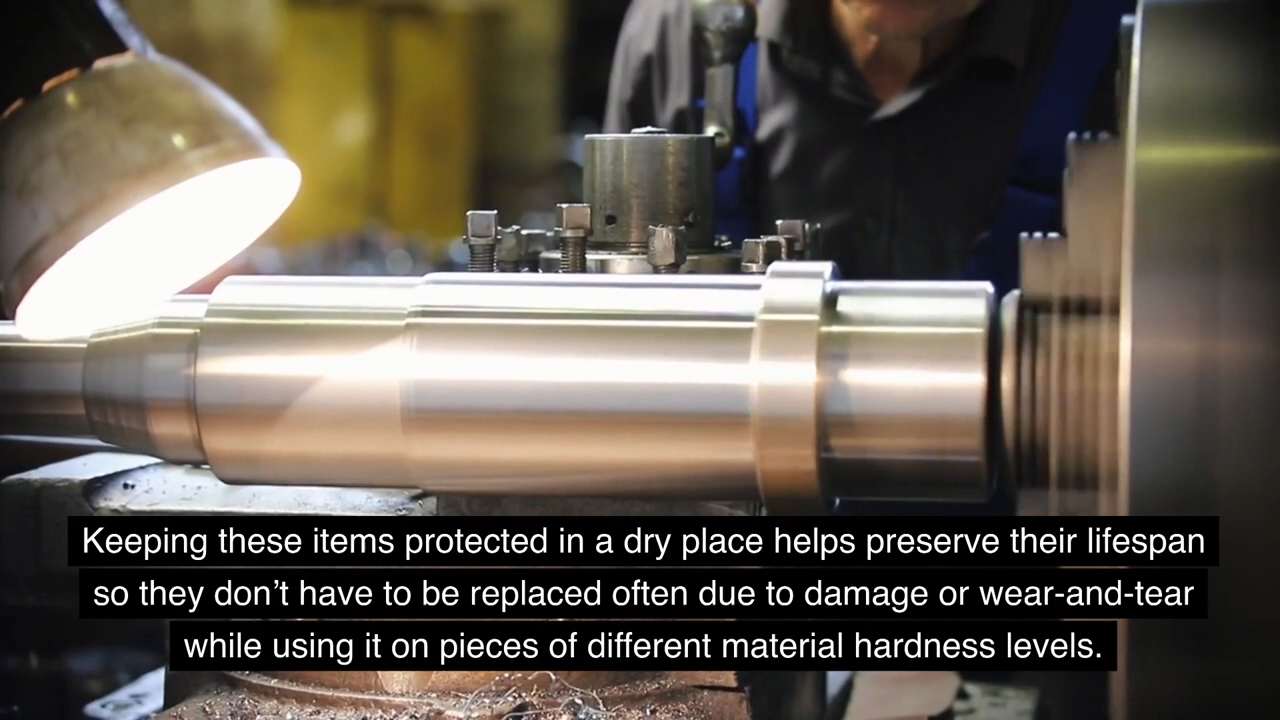 Keeping these items protected in a dry place helps preserve their lifespan
so they don’t have to be replaced often due to damage or wear-and-tear
while using it on pieces of different material hardness levels.